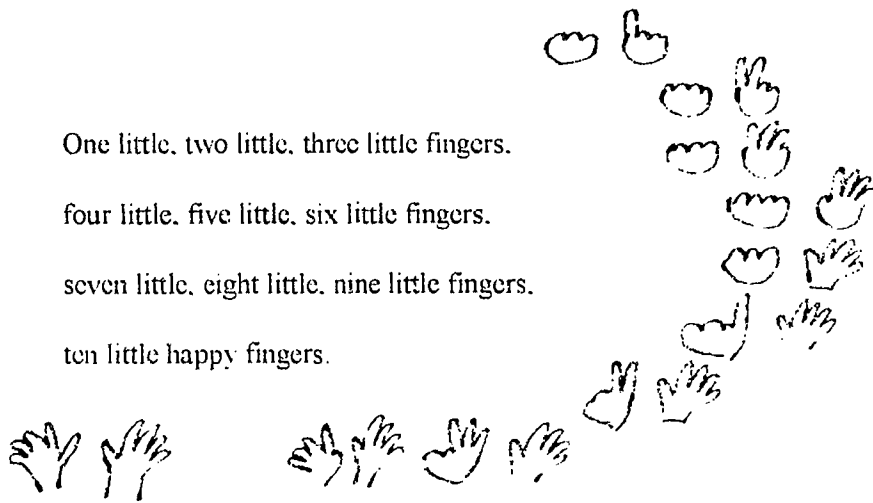 One little, two little, three little fingers.
four little, five little, six little fingers.
seven little, eight little, nine little fingers.
ten little happy fingers.